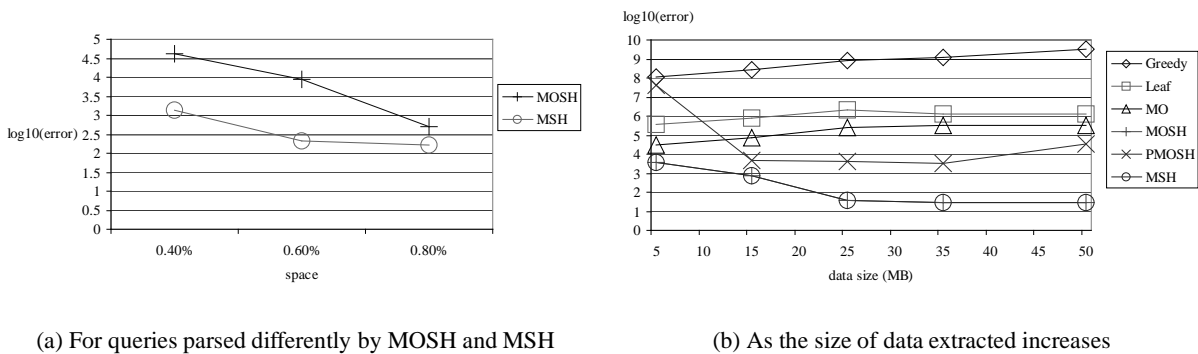 log10(error)
5
4.5
4
3.5
3
2.5
2
1.5
1
0.5
0
0.40%
0.60%
0.80%
space
MOSH
MSH
(a) For queries parsed differently by MOSH and MSH
log10(error)
10
9
8
7
6
5
4
3
2
1
0
5 10 15 20 25 30 35 40 45 50
data size (MB)
Greedy
Leaf
MO
MOSH
PMOSH
MSH
(b) As the size of data extracted increases